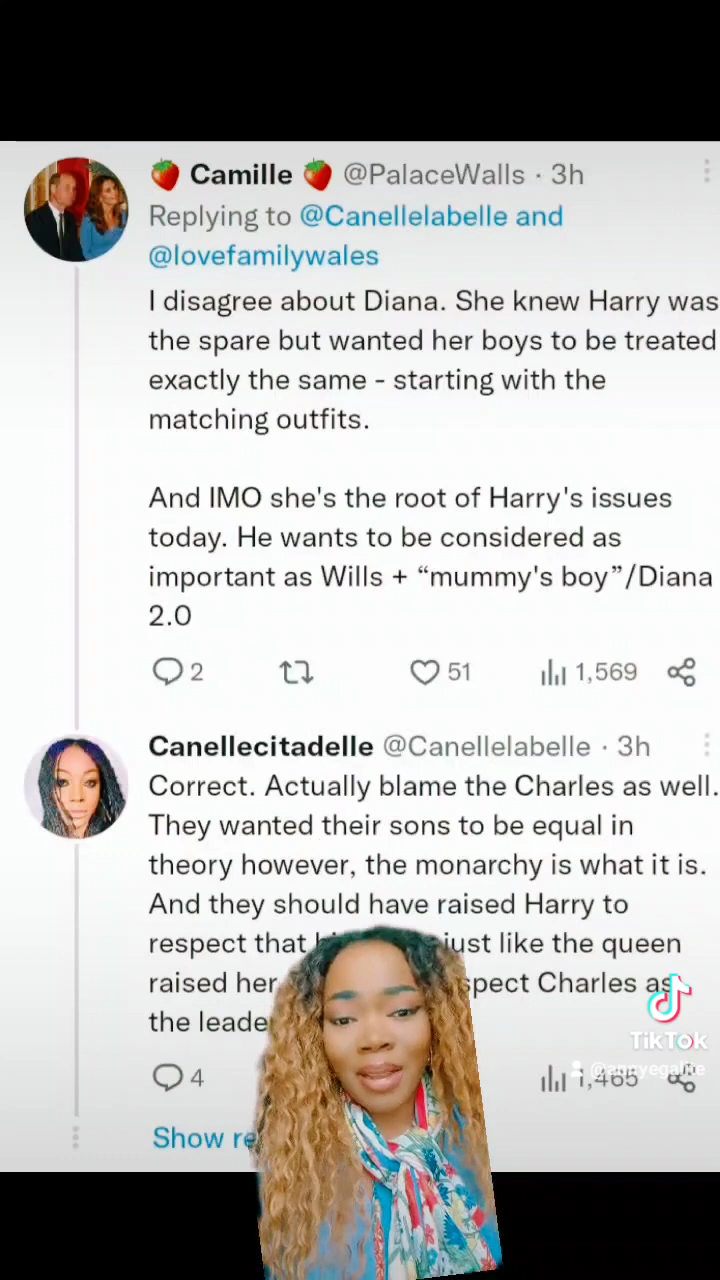 🍓 Camille 🍓 @PalaceWalls · 3h
Replying to @Canellelabelle and
@lovefamilywales
I disagree about Diana. She knew Harry was
the spare but wanted her boys to be treated
exactly the same - starting with the
matching outfits.
And IMO she's the root of Harry's issues
today. He wants to be considered as
important as Wills + “mummy's boy”/Diana
2.0
2 51 1,569
Canellecitadelle @Canellelabelle · 3h
Correct. Actually blame the Charles as well.
They wanted their sons to be equal in
theory however, the monarchy is what it is.
And they should have raised Harry to
respect that just like the queen
raised her Charles as
the
TikTok
4 1,465
Show